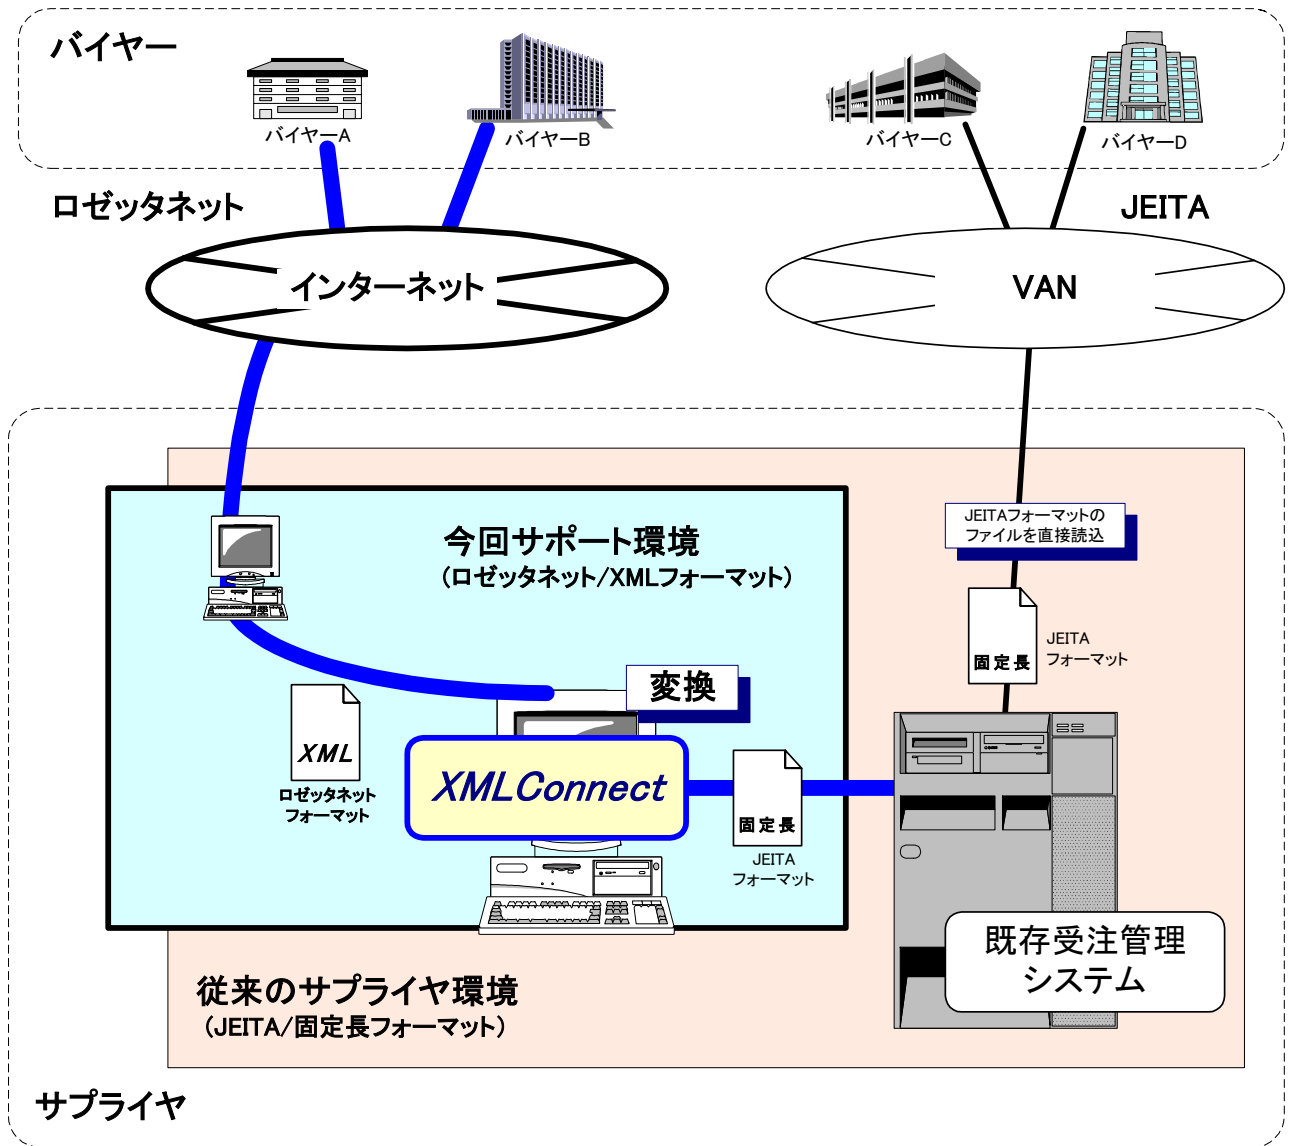 バイヤー
バイヤーA
バイヤーB
バイヤーC
バイヤーD
ロゼッタネット
JEITA
インターネット
VAN
JEITAフォーマットの
ファイルを直接読込
今回サポート環境
(ロゼッタネット/XMLフォーマット)
固定長
JEITA
フォーマット
変換
XML
ロゼッタネット
フォーマット
XMLConnect
固定長
JEITA
フォーマット
既存受注管理
システム
従来のサプライヤ環境
(JEITA/固定長フォーマット)
サプライヤ